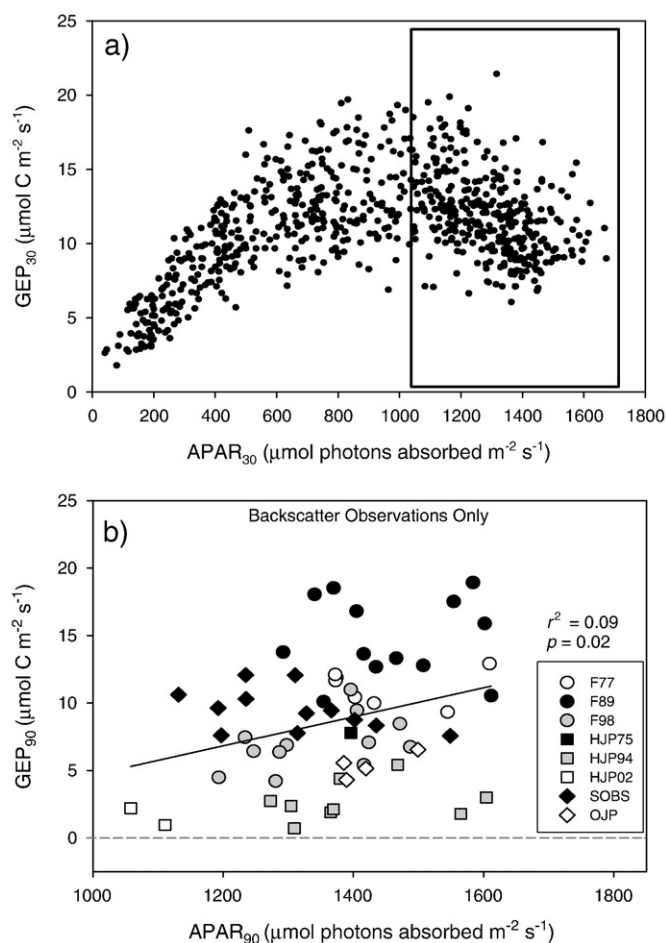 a)
25
20
15
10
5
0
GEP₃₀ (μmol C m⁻² s⁻¹)
0 200 400 600 800 1000 1200 1400 1600 1800
APAR₃₀ (μmol photons absorbed m⁻² s⁻¹)
b)
Backscatter Observations Only
25
20
15
10
5
0
GEP₉₀ (μmol C m⁻² s⁻¹)
r² = 0.09
p = 0.02
F77
F89
F98
HJP75
HJP94
HJP02
SOBS
OJP
1000 1200 1400 1600 1800
APAR₉₀ (μmol photons absorbed m⁻² s⁻¹)